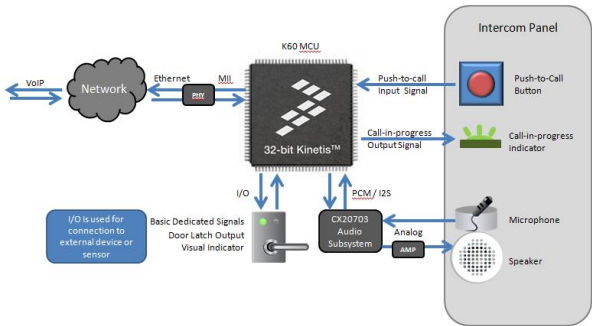 Intercom Panel
K60 MCU
VoIP
Network
Ethernet
MII
PHY
32-bit Kinetis™
Push-to-call
Input Signal
Push-to-Call
Button
Call-in-progress
Output Signal
Call-in-progress
indicator
I/O
PCM / I2S
I/O Is used for
connection to
external device or
sensor
Basic Dedicated Signals
Door Latch Output
Visual Indicator
CX20703
Audio
Subsystem
Analog
AMP
Microphone
Speaker